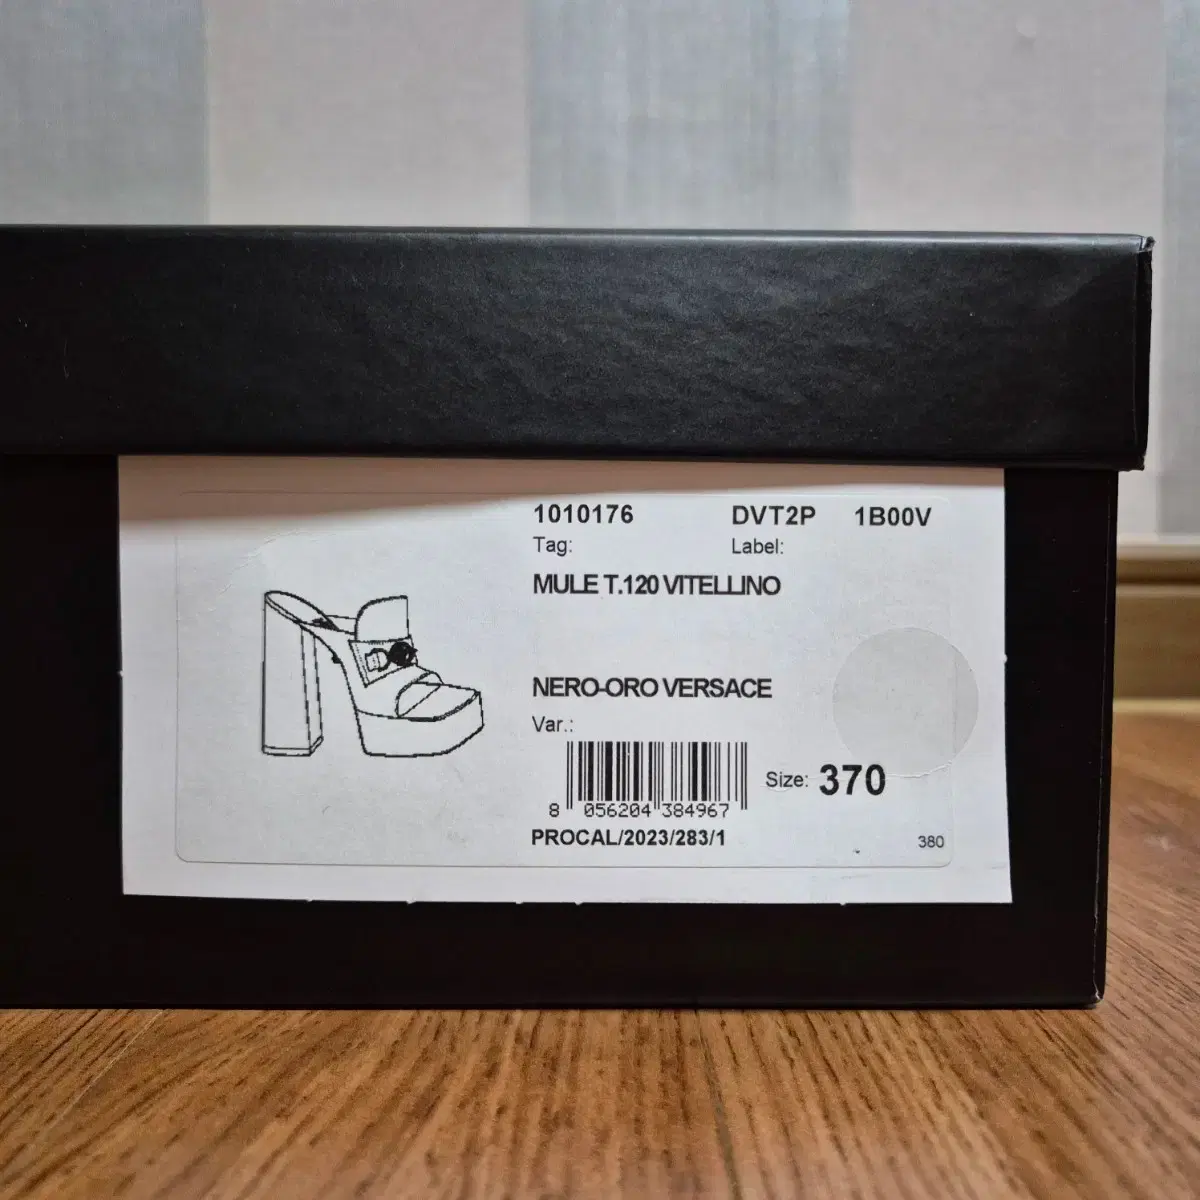 1010176 DVT2P 1B00V
Tag: Label:
MULE T.120 VITELLINO
NERO-ORO VERSACE
Var.:
Size: 370
8 056204 384967
PROCAL/2023/283/1
380